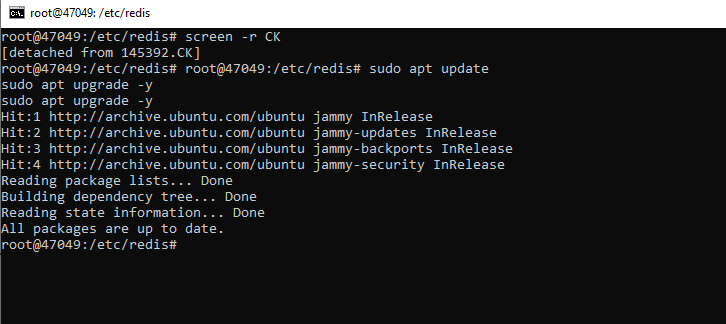 root@47049: /etc/redis
root@47049:/etc/redis# screen -r CK
[detached from 145392.CK]
root@47049:/etc/redis# root@47049:/etc/redis# sudo apt update
sudo apt upgrade -y
sudo apt upgrade -y
Hit:1 http://archive.ubuntu.com/ubuntu jammy InRelease
Hit:2 http://archive.ubuntu.com/ubuntu jammy-updates InRelease
Hit:3 http://archive.ubuntu.com/ubuntu jammy-backports InRelease
Hit:4 http://archive.ubuntu.com/ubuntu jammy-security InRelease
Reading package lists... Done
Building dependency tree... Done
Reading state information... Done
All packages are up to date.
root@47049:/etc/redis#